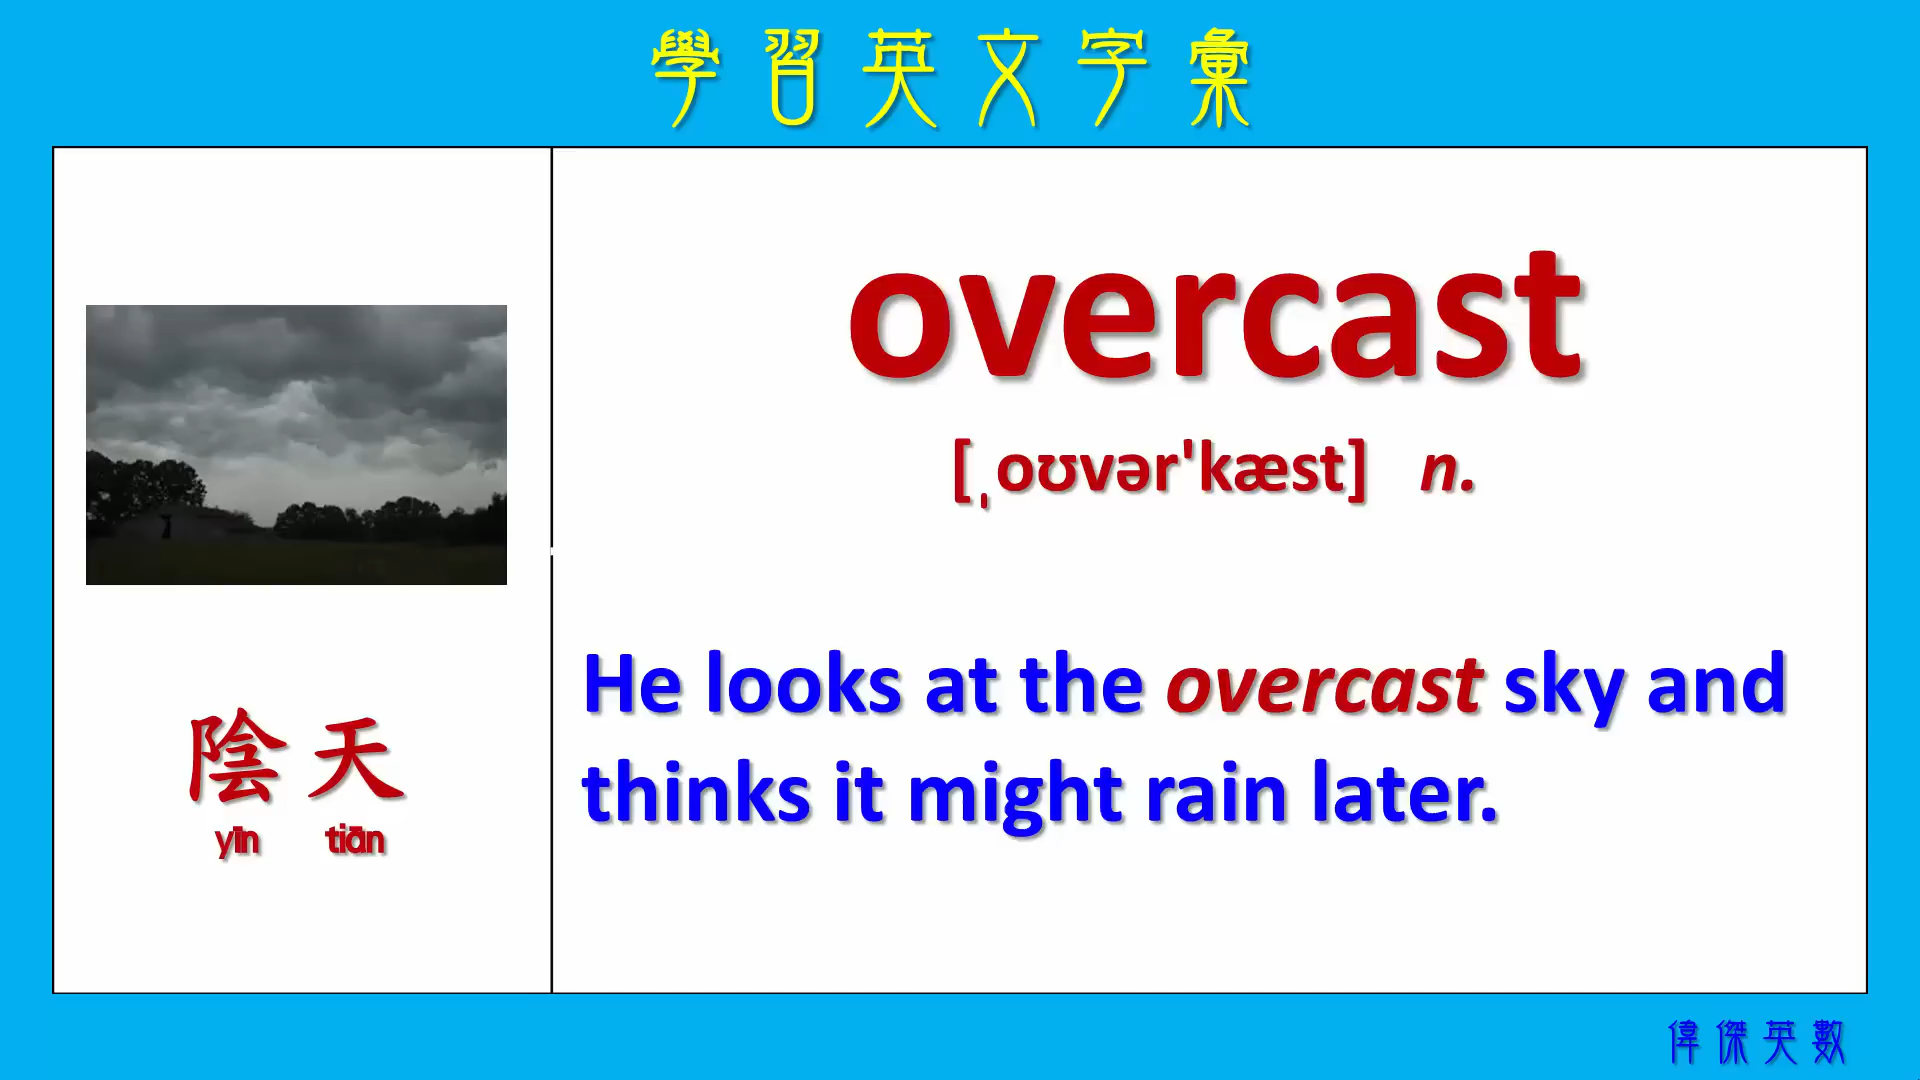 學習英文字彙
overcast
[ˌoʊvər'kæst] n.
陰天
yīn tiān
He looks at the overcast sky and
thinks it might rain later.
偉傑英數